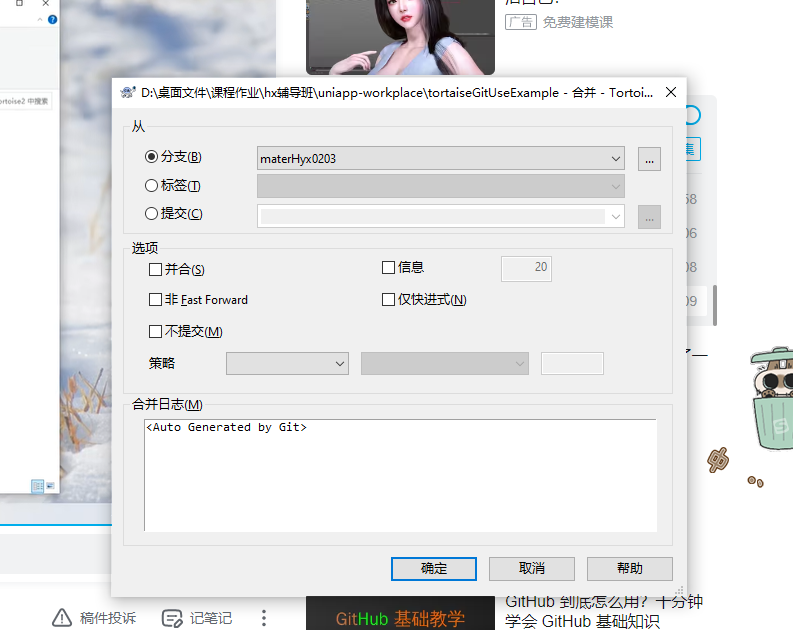 广告 免费建模课
ortoise2 中搜索
D:\桌面文件\课程作业\hx辅导班\uniapp-workplace\tortaiseGitUseExample - 合并 - Tortoi...
从
分支(B)
materHyx0203
...
标签(T)
提交(C)
...
选项
并合(S)
信息
20
非 Fast Forward
仅快进式(N)
不提交(M)
策略
合并日志(M)
<Auto Generated by Git>
确定
取消
帮助
集
58
06
08
09
稿件投诉
记笔记
GitHub 基础教学
GitHub 到底怎么用？十分钟
学会 GitHub 基础知识